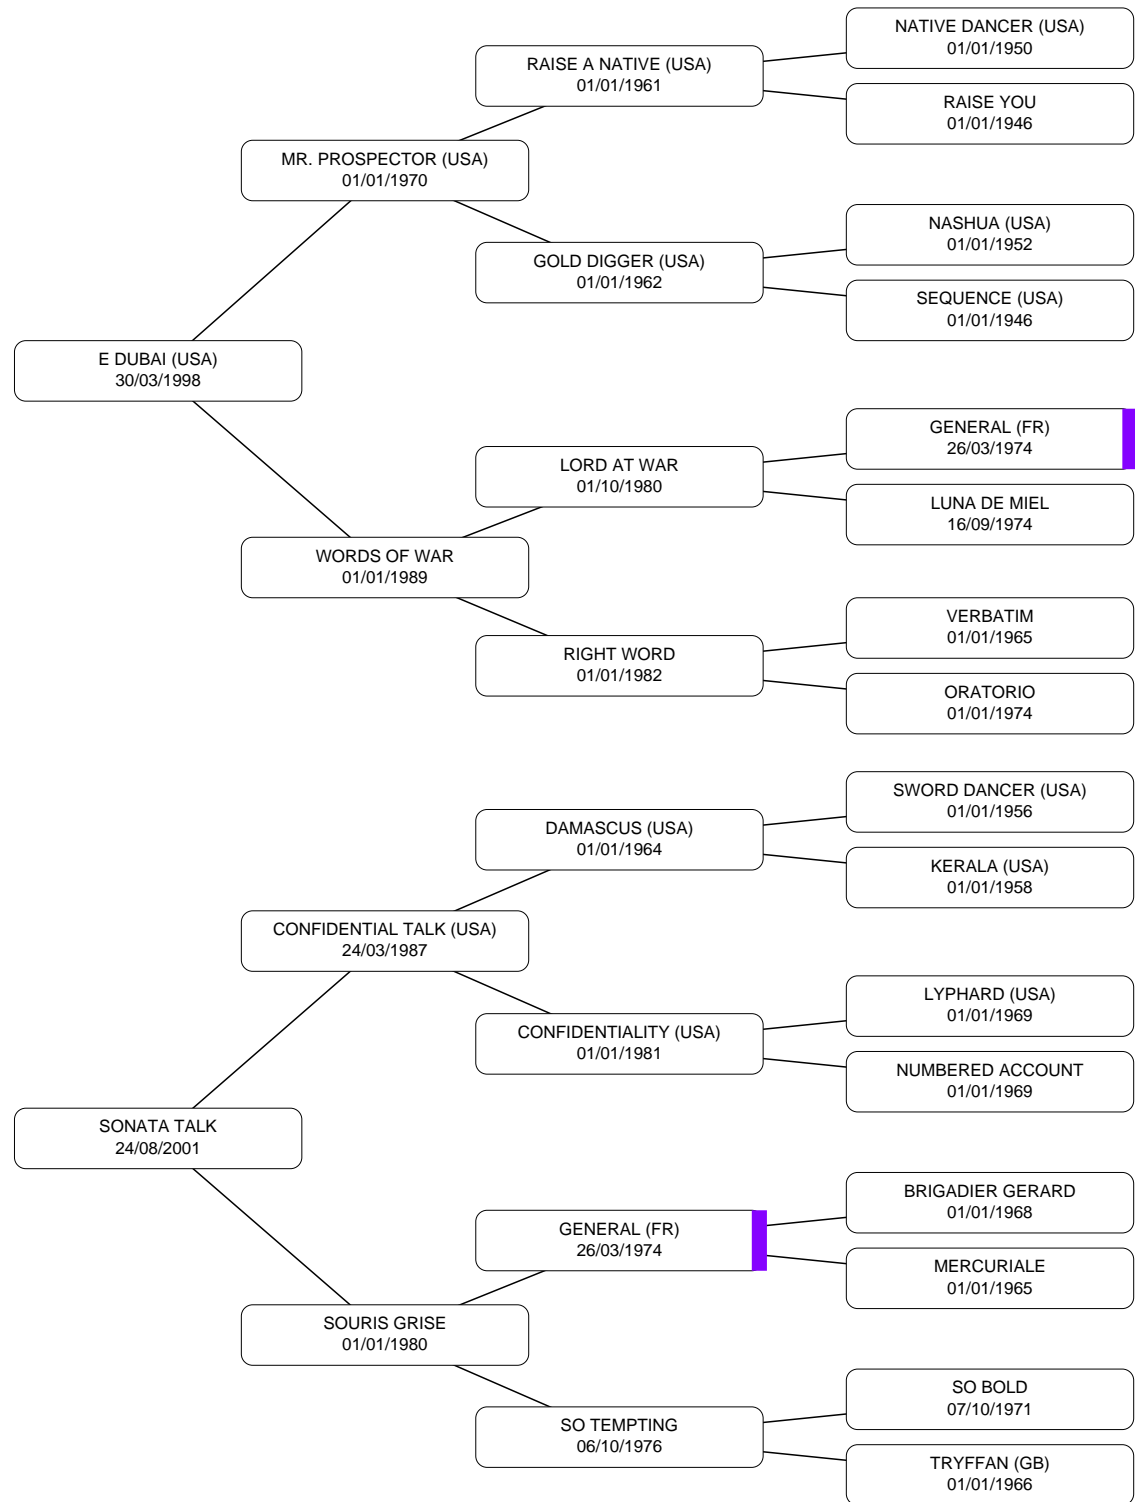 NATIVE DANCER (USA)
01/01/1950
RAISE A NATIVE (USA)
01/01/1961
RAISE YOU
01/01/1946
MR. PROSPECTOR (USA)
01/01/1970
NASHUA (USA)
01/01/1952
GOLD DIGGER (USA)
01/01/1962
SEQUENCE (USA)
01/01/1946
E DUBAI (USA)
30/03/1998
GENERAL (FR)
26/03/1974
LORD AT WAR
01/10/1980
LUNA DE MIEL
16/09/1974
WORDS OF WAR
01/01/1989
VERBATIM
01/01/1965
RIGHT WORD
01/01/1982
ORATORIO
01/01/1974
SWORD DANCER (USA)
01/01/1956
DAMASCUS (USA)
01/01/1964
KERALA (USA)
01/01/1958
CONFIDENTIAL TALK (USA)
24/03/1987
LYPHARD (USA)
01/01/1969
CONFIDENTIALITY (USA)
01/01/1981
NUMBERED ACCOUNT
01/01/1969
SONATA TALK
24/08/2001
BRIGADIER GERARD
01/01/1968
GENERAL (FR)
26/03/1974
MERCURIALE
01/01/1965
SOURIS GRISE
01/01/1980
SO BOLD
07/10/1971
SO TEMPTING
06/10/1976
TRYFFAN (GB)
01/01/1966